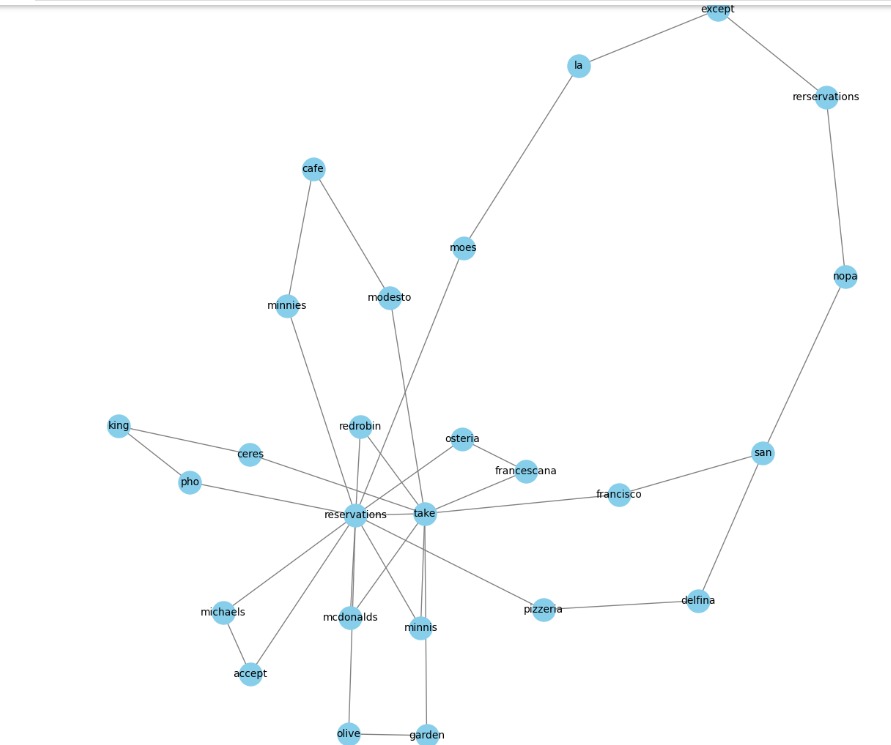 except
la
rerservations
cafe
moes
nopa
modesto
minnies
king
redrobin
osteria
ceres
san
francescana
pho
francisco
reservations
take
delfina
pizzeria
michaels
mcdonalds
minnis
accept
olive
garden